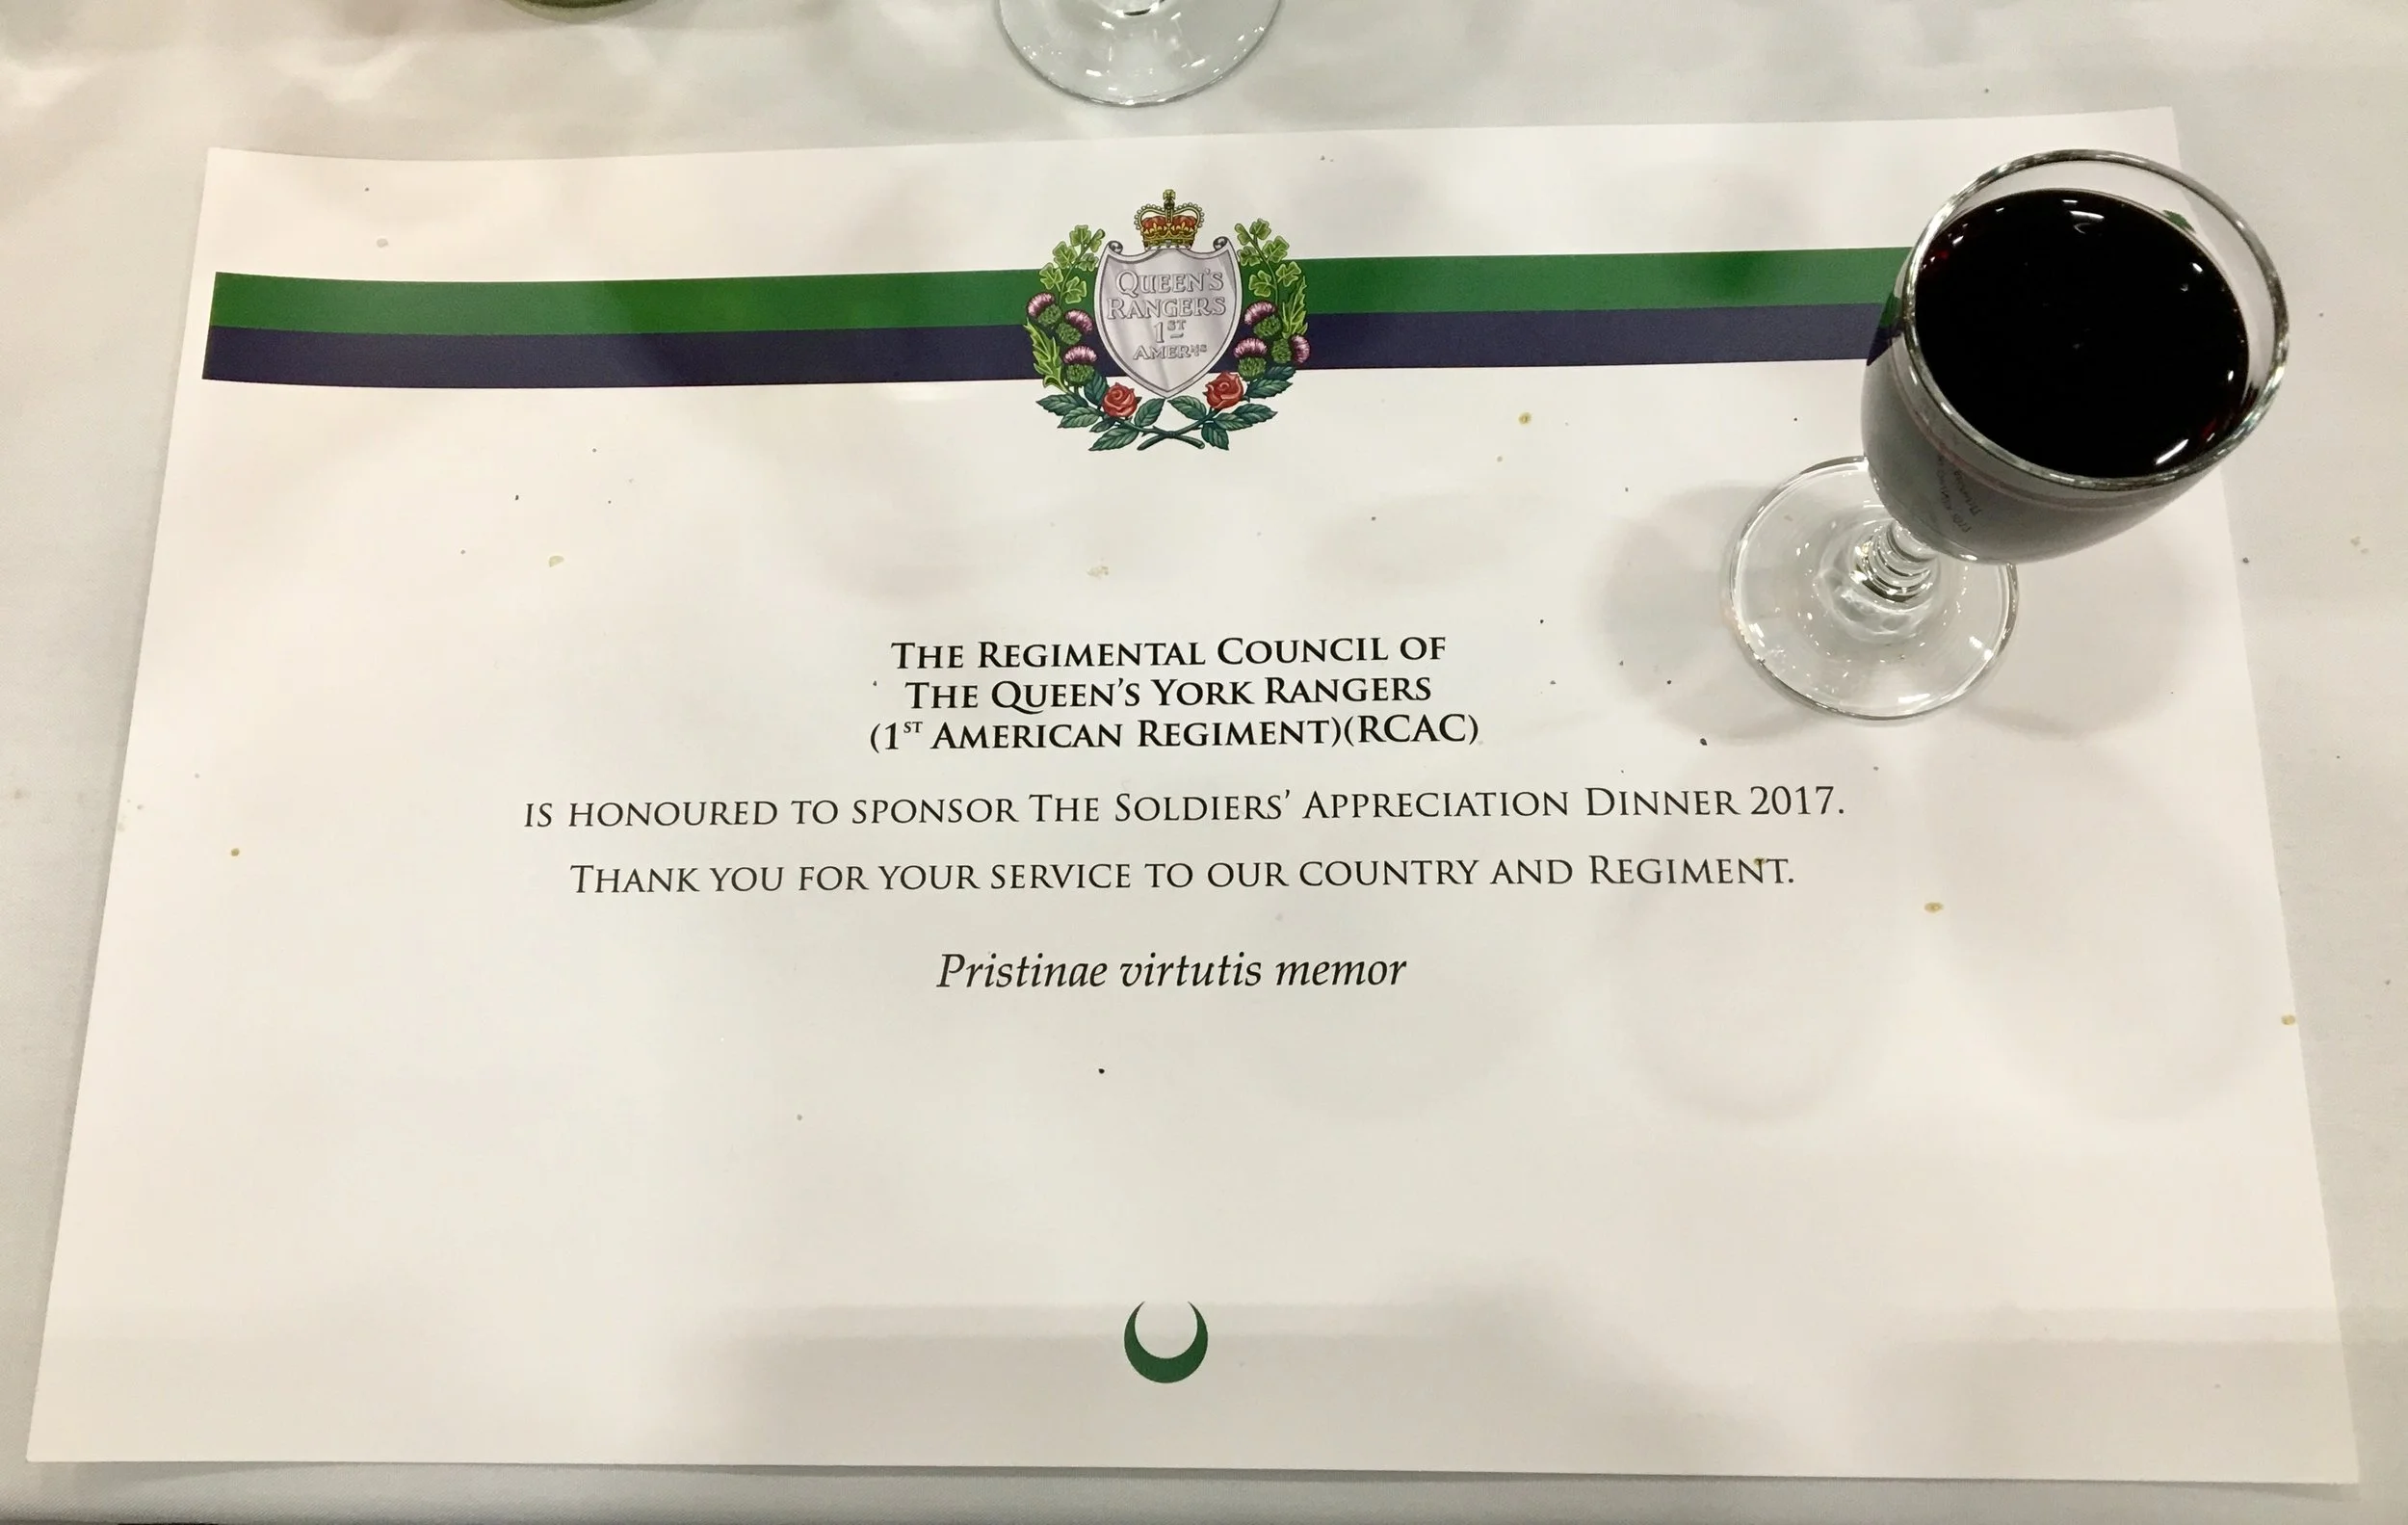 QUEEN'S
RANGERS
1ST
AMERNS
THE REGIMENTAL COUNCIL OF
THE QUEEN'S YORK RANGERS
(1ST AMERICAN REGIMENT)(RCAC)
IS HONOURED TO SPONSOR THE SOLDIERS' APPRECIATION DINNER 2017.
THANK YOU FOR YOUR SERVICE TO OUR COUNTRY AND REGIMENT.
Pristinae virtutis memor